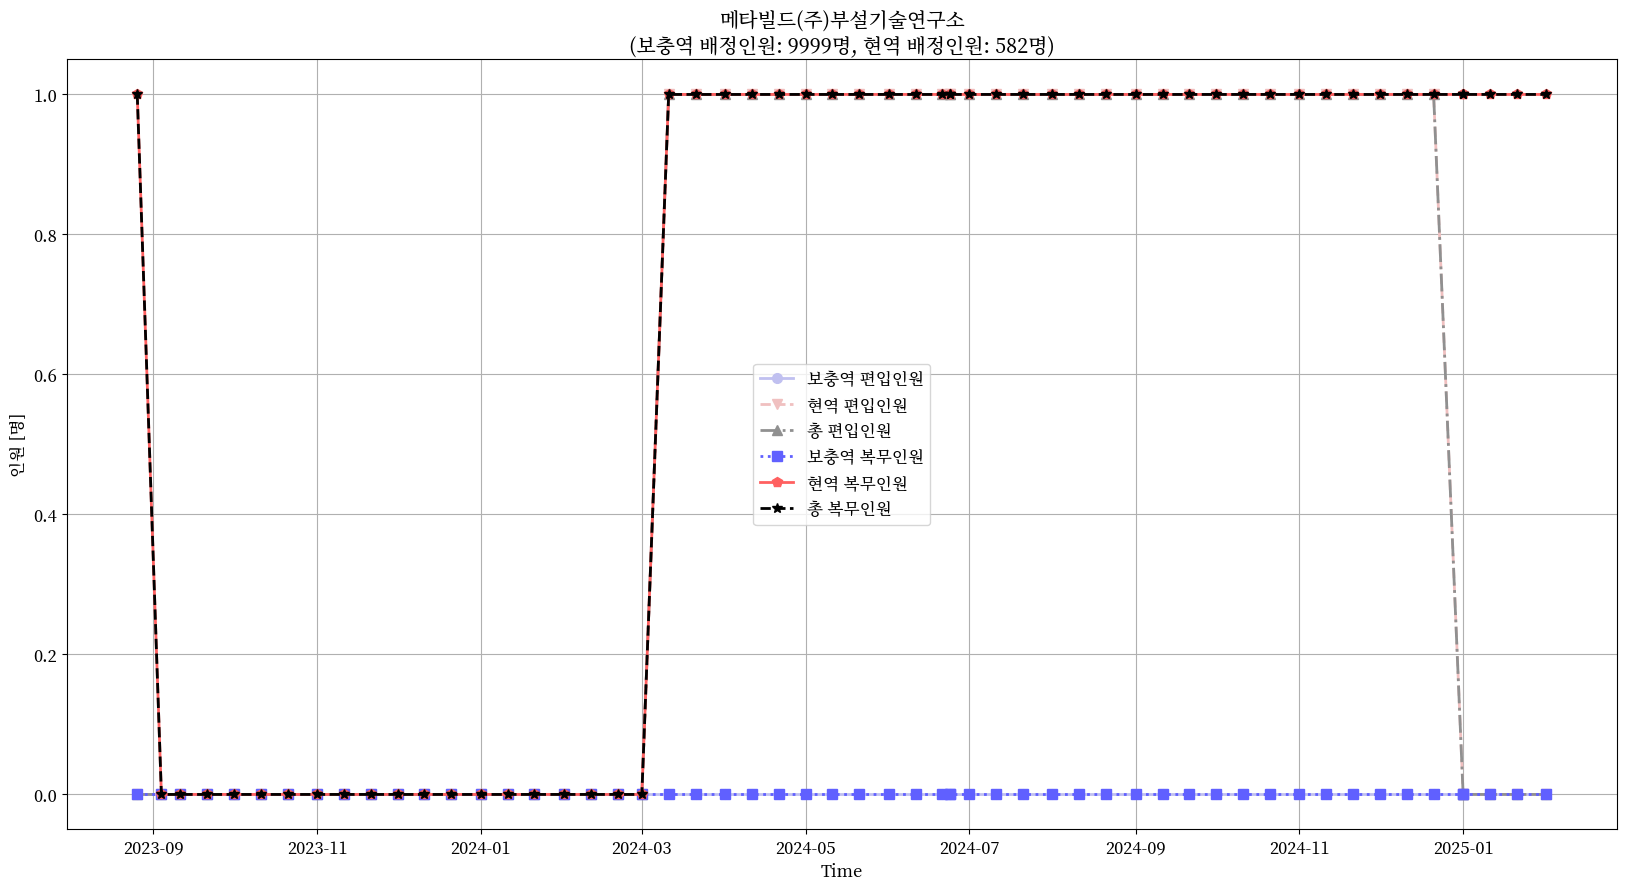 메타빌드(주)부설기술연구소
(보충역 배정인원: 9999명, 현역 배정인원: 582명)
인원 [명]
1.0
0.8
0.6
0.4
0.2
0.0
보충역 편입인원
현역 편입인원
총 편입인원
보충역 복무인원
현역 복무인원
총 복무인원
2023-09
2023-11
2024-01
2024-03
2024-05
2024-07
2024-09
2024-11
2025-01
Time